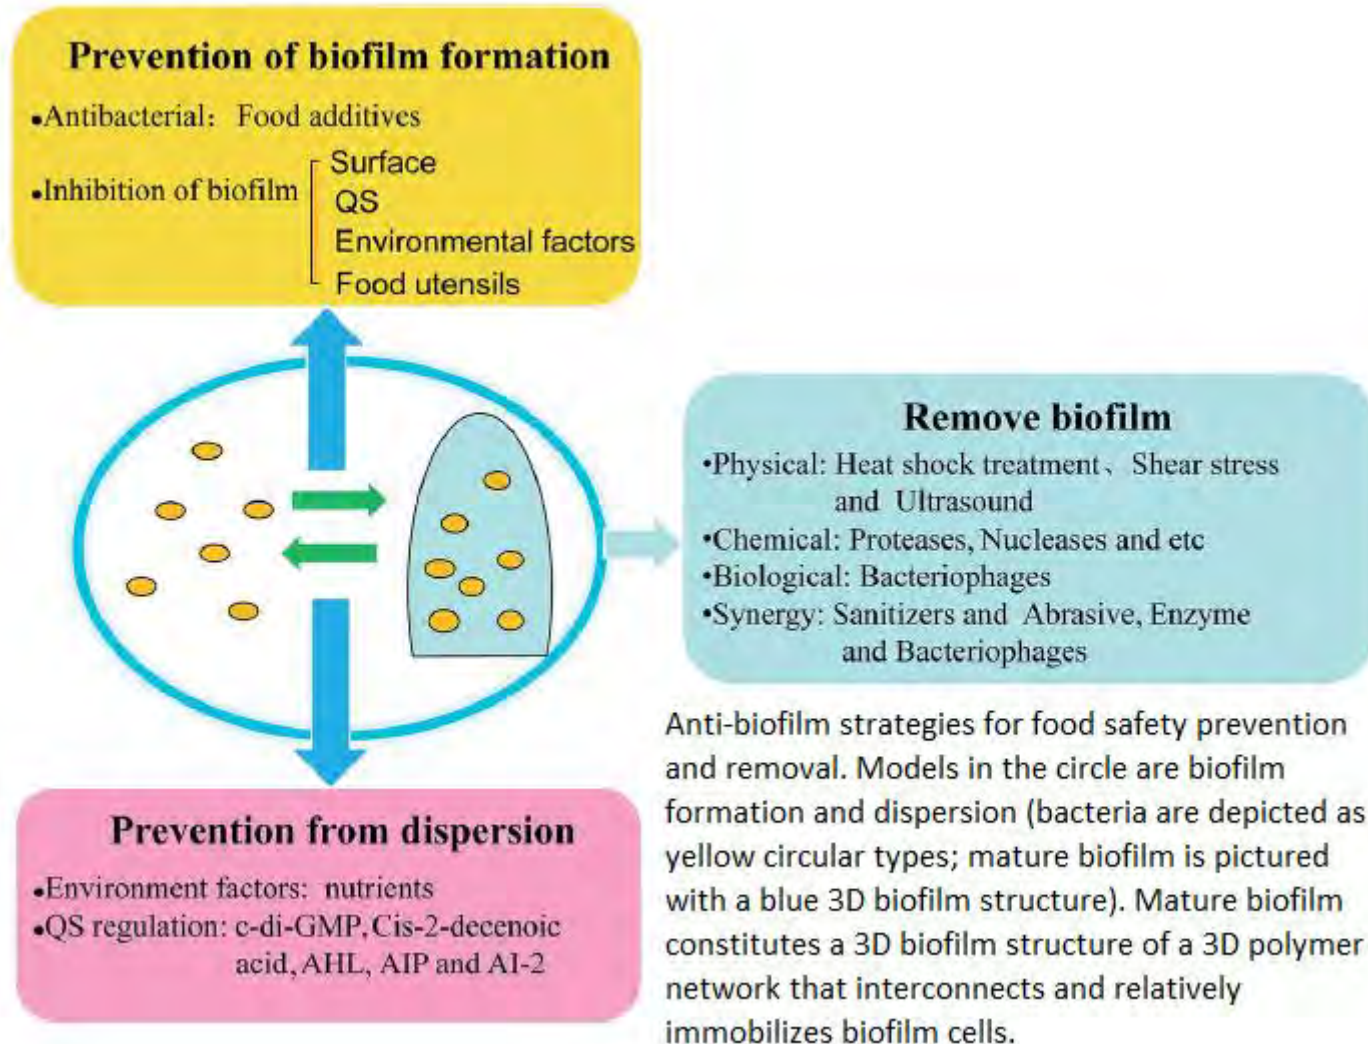 Prevention of biofilm formation
•Antibacterial: Food additives
•Inhibition of biofilm
Surface
QS
Environmental factors
Food utensils
Remove biofilm
•Physical: Heat shock treatment、Shear stress
and Ultrasound
•Chemical: Proteases, Nucleases and etc
•Biological: Bacteriophages
•Synergy: Sanitizers and Abrasive, Enzyme
and Bacteriophages
Prevention from dispersion
•Environment factors: nutrients
•QS regulation: c-di-GMP, Cis-2-decenoic
acid, AHL, AIP and AI-2
Anti-biofilm strategies for food safety prevention
and removal. Models in the circle are biofilm
formation and dispersion (bacteria are depicted as
yellow circular types; mature biofilm is pictured
with a blue 3D biofilm structure). Mature biofilm
constitutes a 3D biofilm structure of a 3D polymer
network that interconnects and relatively
immobilizes biofilm cells.